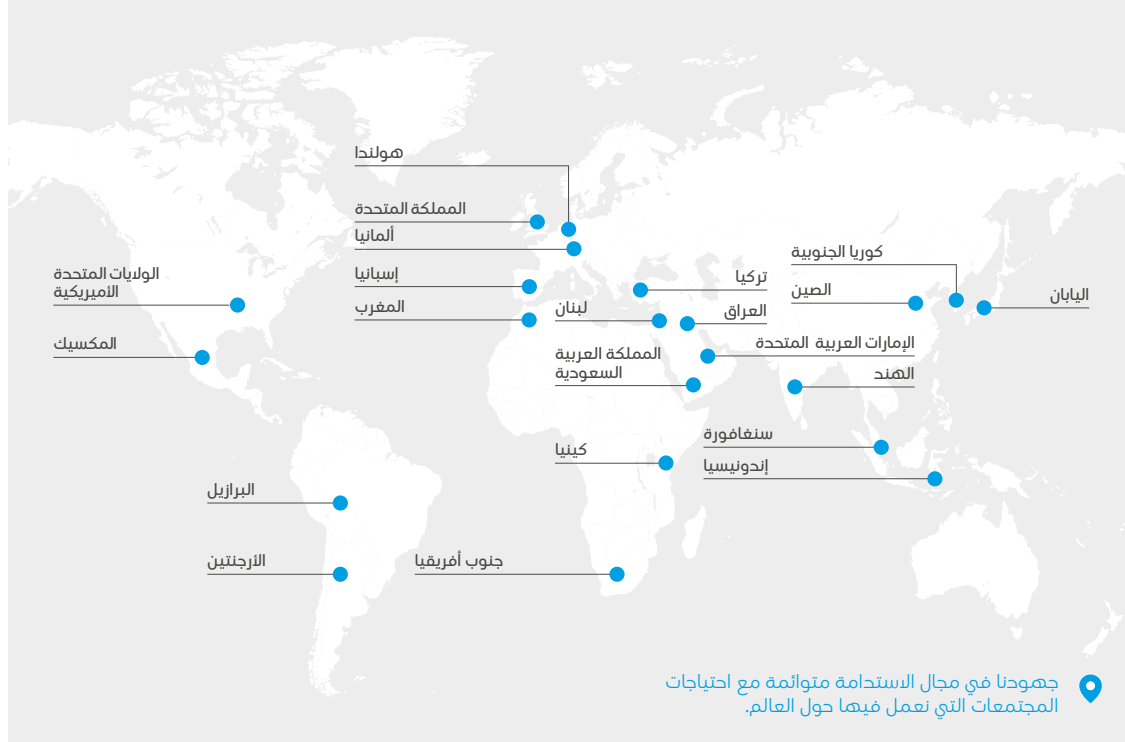 هولندا
المملكة المتحدة
ألمانيا
كوريا الجنوبية
الولايات المتحدة
الأميريكية
إسبانيا
تركيا
الصين
اليابان
المغرب
لبنان
العراق
المكسيك
الإمارات العربية المتحدة
المملكة العربية
السعودية
الهند
سنغافورة
كينيا
إندونيسيا
البرازيل
الأرجنتين
جنوب أفريقيا
جهودنا في مجال الاستدامة متوائمة مع احتياجات
المجتمعات التي نعمل فيها حول العالم.